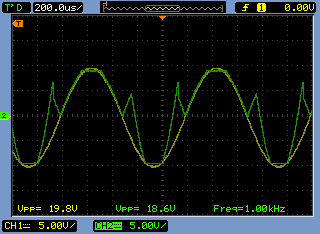 T'D 200.0us/ T f 1 0.00V
T
2
Vpp= 19.8V Vpp= 18.6V Freq=1.00kHz
CH1 5.00V/ CH2 5.00V/